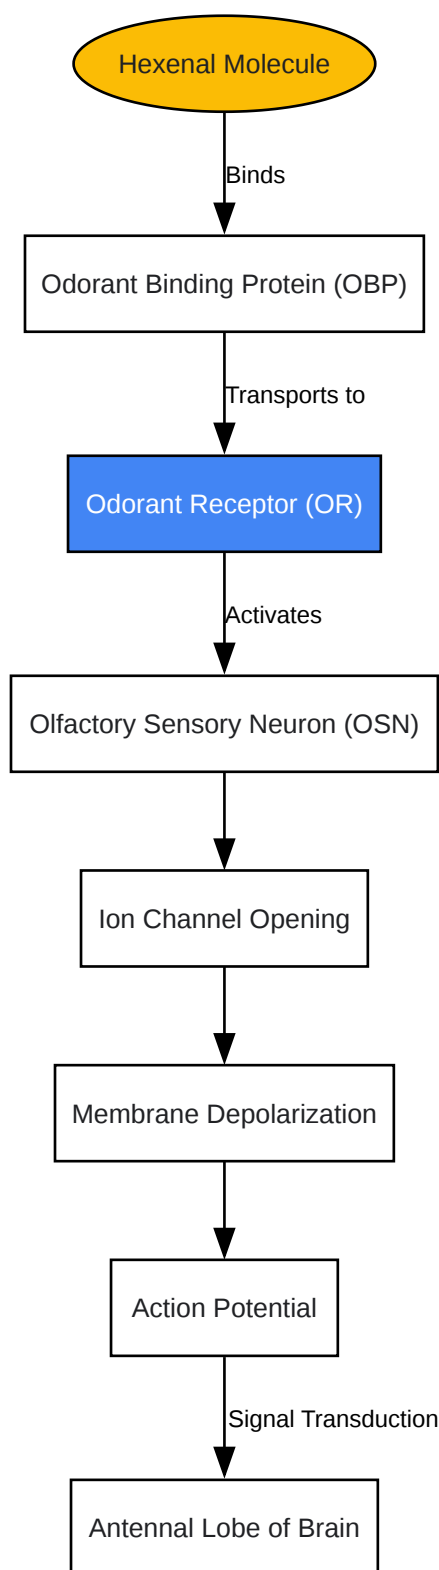 Hexenal Molecule
Binds
Odorant Binding Protein (OBP)
Transports to
Odorant Receptor (OR)
Activates
Olfactory Sensory Neuron (OSN)
Ion Channel Opening
Membrane Depolarization
Action Potential
Signal Transduction
Antennal Lobe of Brain